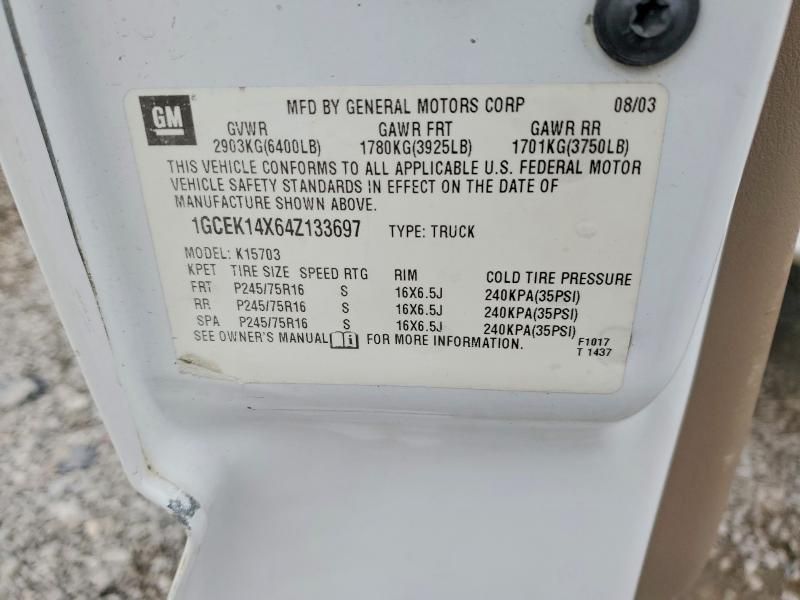 GM MFD BY GENERAL MOTORS CORP 08/03
GVWR GAWR FRT GAWR RR
2903KG(6400LB) 1780KG(3925LB) 1701KG(3750LB)
THIS VEHICLE CONFORMS TO ALL APPLICABLE U.S. FEDERAL MOTOR
VEHICLE SAFETY STANDARDS IN EFFECT ON THE DATE OF
MANUFACTURE SHOWN ABOVE.
1GCEK14X64Z133697 TYPE: TRUCK
MODEL: K15703
KPET TIRE SIZE SPEED RTG RIM COLD TIRE PRESSURE
FRT P245/75R16 S 16X6.5J 240KPA(35PSI)
RR P245/75R16 S 16X6.5J 240KPA(35PSI)
SPA P245/75R16 S 16X6.5J 240KPA(35PSI)
SEE OWNER'S MANUAL i FOR MORE INFORMATION.
F1017
T 1437